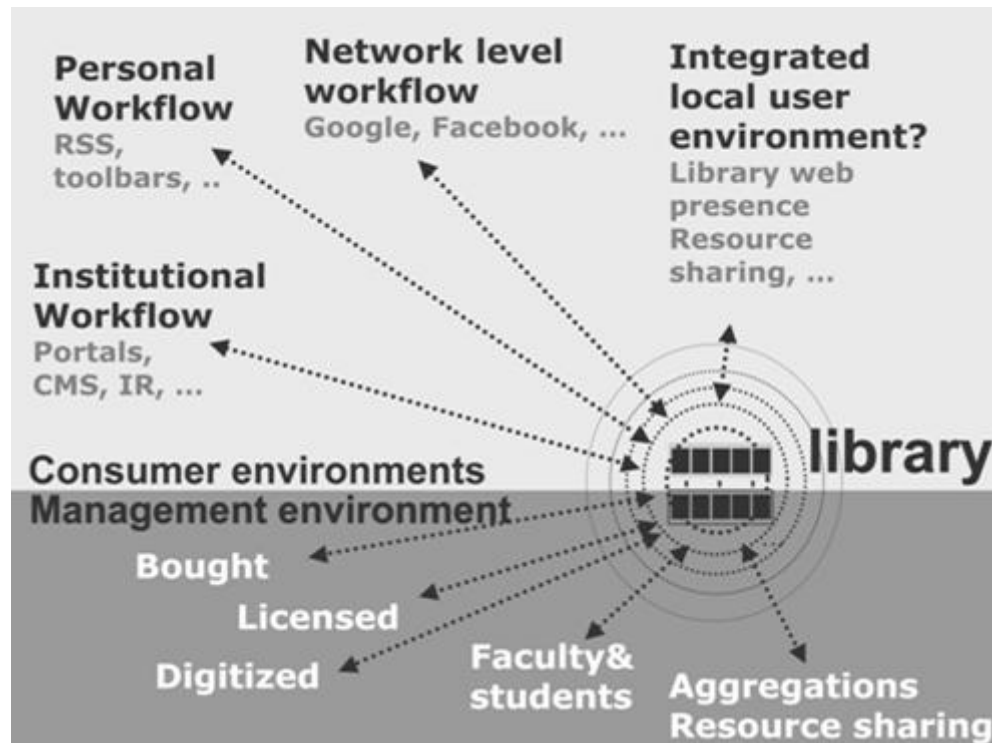 Personal
Workflow
RSS,
toolbars, ..
Network level
workflow
Google, Facebook, ...
Integrated
local user
environment?
Library web
presence
Resource
sharing, ...
Institutional
Workflow
Portals,
CMS, IR, ...
library
Consumer environments
Management environment
Bought
Licensed
Digitized
Faculty&
students
Aggregations
Resource sharing